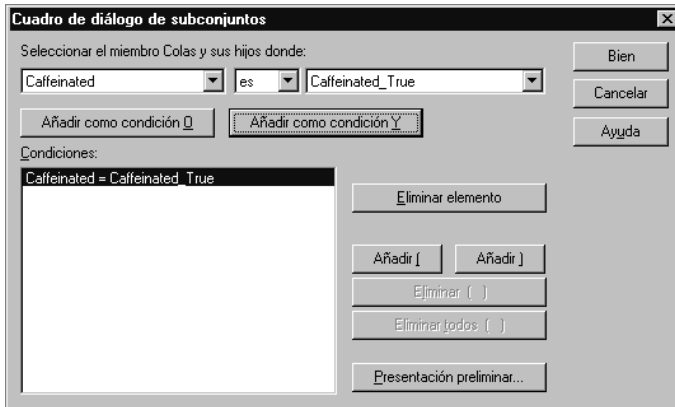 Cuadro de diálogo de subconjuntos
Seleccionar el miembro Colas y sus hijos donde:
Caffeinated es Caffeinated_True
Bien
Cancelar
Ayuda
Añadir como condición O Añadir como condición Y
Condiciones:
Caffeinated = Caffeinated_True
Eliminar elemento
Añadir ( Añadir )
Eliminar ( )
Eliminar todos ( )
Presentación preliminar...